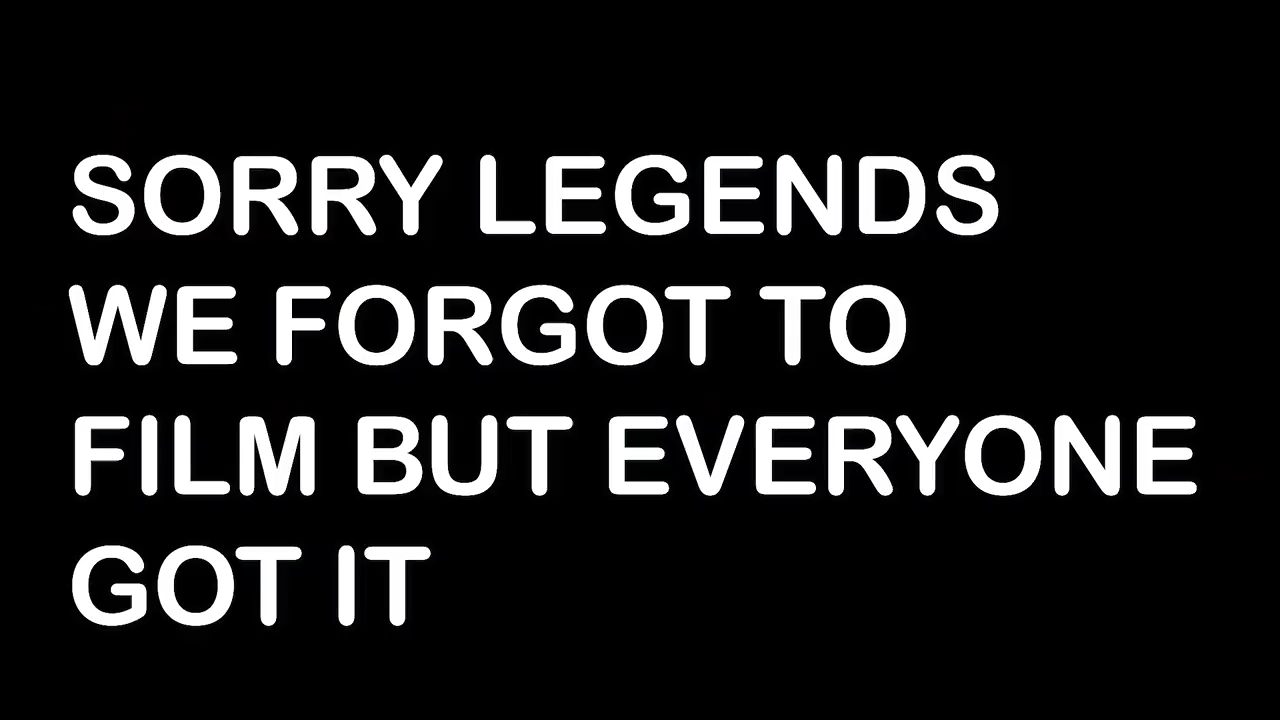 SORRY LEGENDS
WE FORGOT TO
FILM BUT EVERYONE
GOT IT